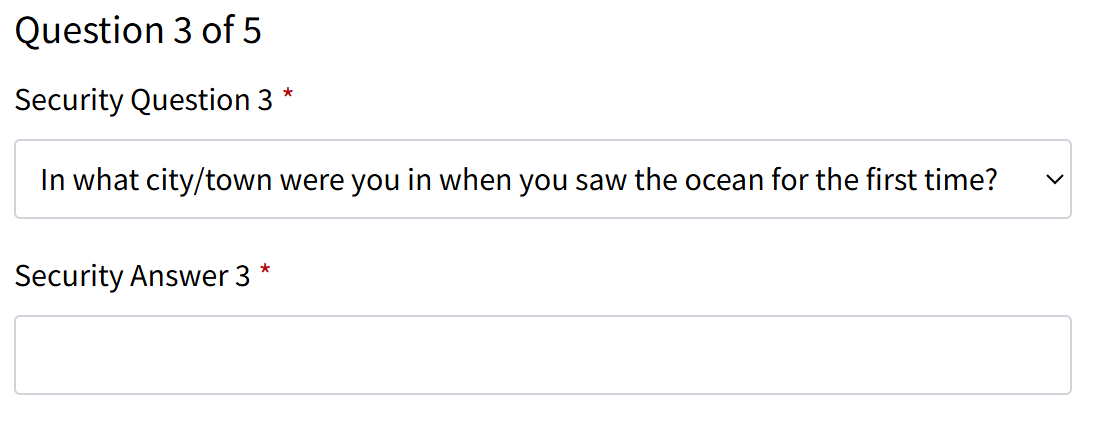 Question 3 of 5
Security Question 3 *
In what city/town were you in when you saw the ocean for the first time?
Security Answer 3 *